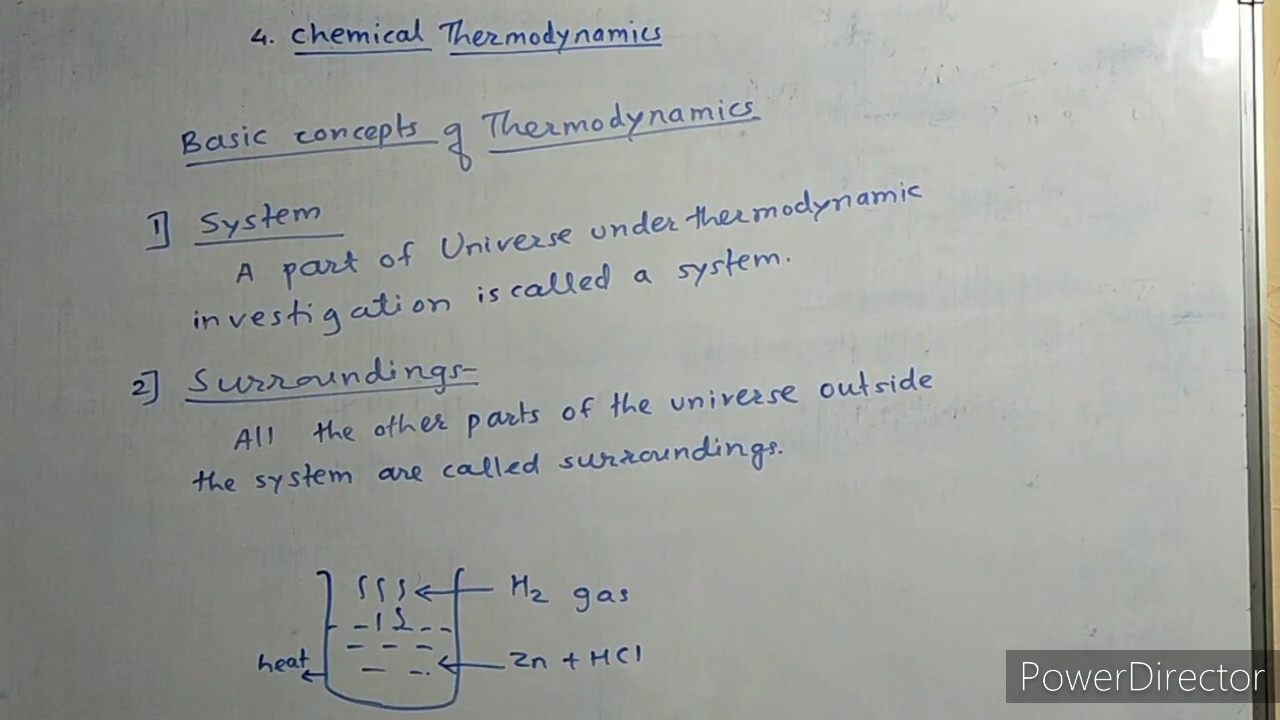 4. Chemical Thermodynamics
Basic concepts of Thermodynamics
1] System
A part of Universe under thermodynamic
investigation is called a system.
2] Surroundings-
All the other parts of the universe outside
the system are called surroundings.
H2 gas
heat
Zn + HCl
PowerDirector